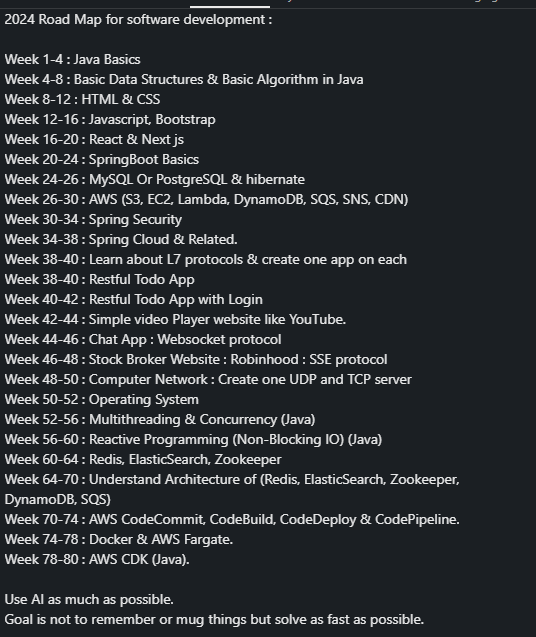 2024 Road Map for software development :
Week 1-4 : Java Basics
Week 4-8 : Basic Data Structures & Basic Algorithm in Java
Week 8-12 : HTML & CSS
Week 12-16 : Javascript, Bootstrap
Week 16-20 : React & Next js
Week 20-24 : SpringBoot Basics
Week 24-26 : MySQL Or PostgreSQL & hibernate
Week 26-30 : AWS (S3, EC2, Lambda, DynamoDB, SQS, SNS, CDN)
Week 30-34 : Spring Security
Week 34-38 : Spring Cloud & Related.
Week 38-40 : Learn about L7 protocols & create one app on each
Week 38-40 : Restful Todo App
Week 40-42 : Restful Todo App with Login
Week 42-44 : Simple video Player website like YouTube.
Week 44-46 : Chat App : Websocket protocol
Week 46-48 : Stock Broker Website : Robinhood : SSE protocol
Week 48-50 : Computer Network : Create one UDP and TCP server
Week 50-52 : Operating System
Week 52-56 : Multithreading & Concurrency (Java)
Week 56-60 : Reactive Programming (Non-Blocking IO) (Java)
Week 60-64 : Redis, ElasticSearch, Zookeeper
Week 64-70 : Understand Architecture of (Redis, ElasticSearch, Zookeeper,
DynamoDB, SQS)
Week 70-74 : AWS CodeCommit, CodeBuild, CodeDeploy & CodePipeline.
Week 74-78 : Docker & AWS Fargate.
Week 78-80 : AWS CDK (Java).
Use AI as much as possible.
Goal is not to remember or mug things but solve as fast as possible.